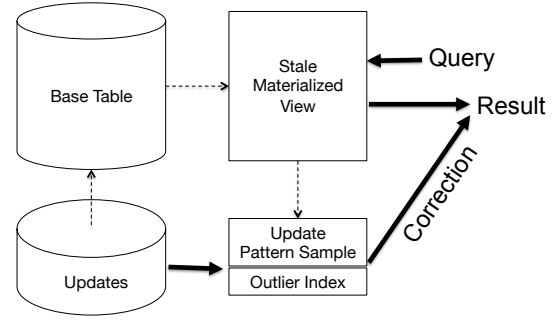 Base Table
Stale
Materialized
View
Query
Result
Correction
Updates
Update
Pattern Sample
Outlier Index